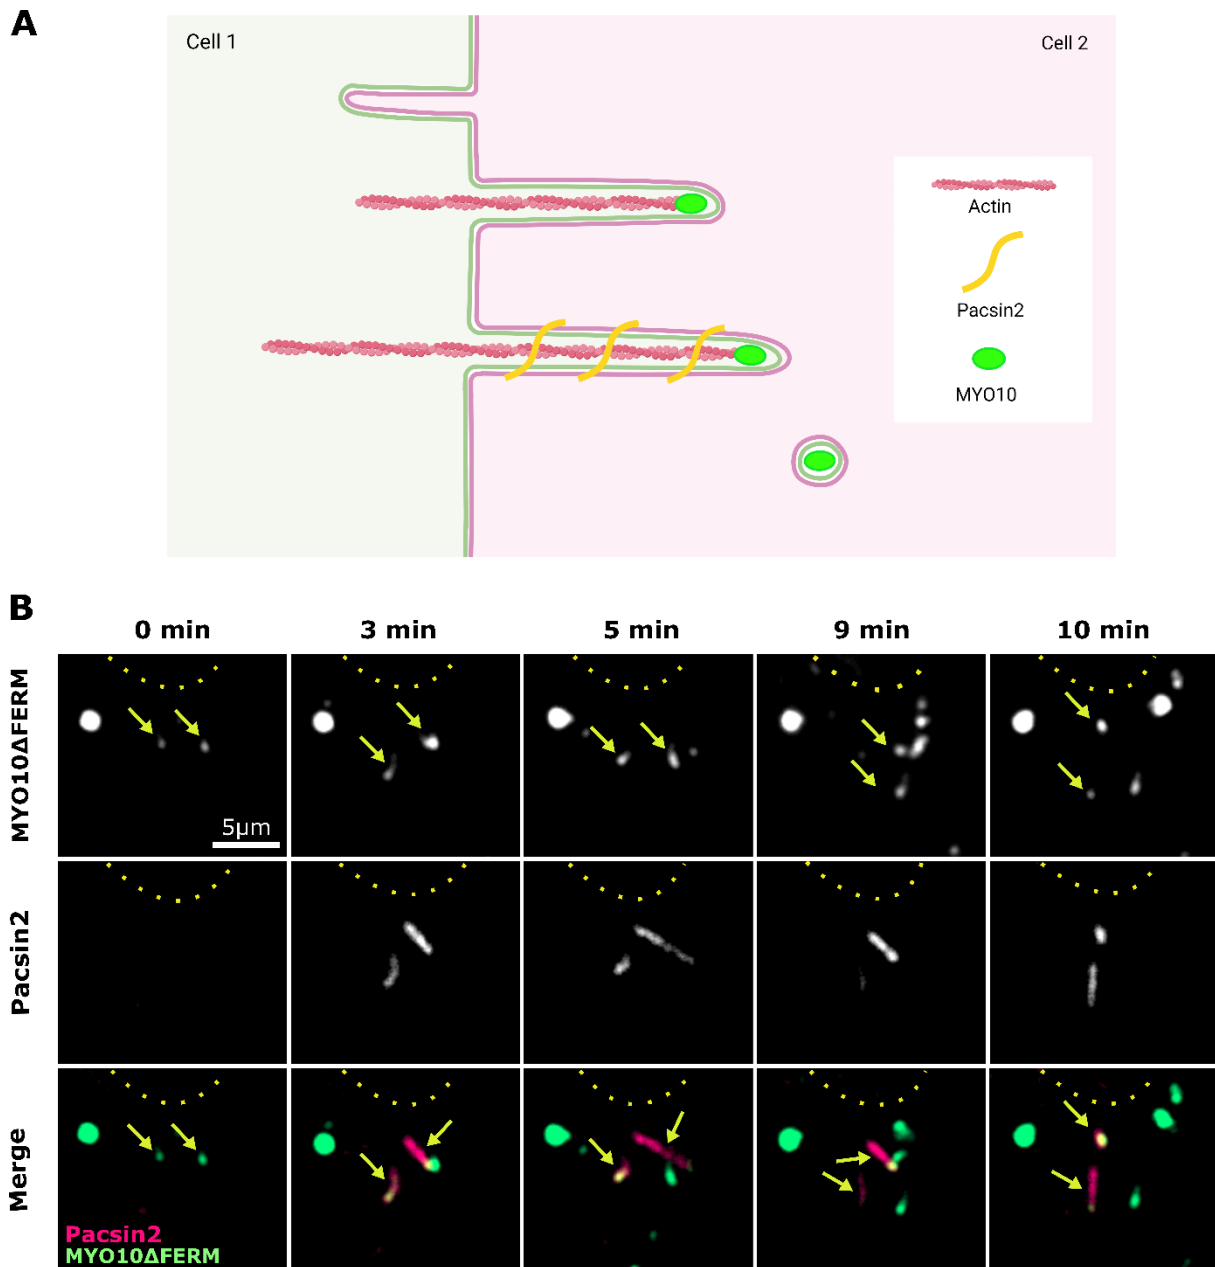 A
Cell 1
Cell 2
Actin
Pacsin2
MYO10
B
0 min
3 min
5 min
9 min
10 min
MYO10ΔFERM
5μm
Pacsin2
Merge
Pacsin2
MYO10ΔFERM